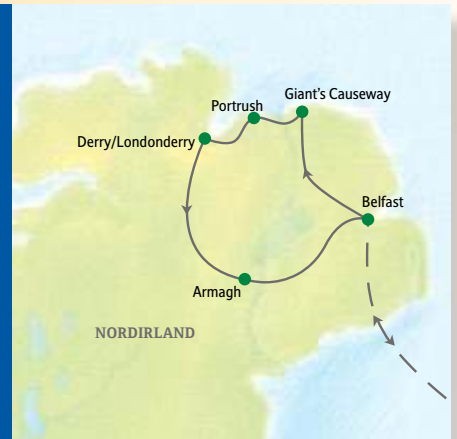 Giant's Causeway
Portrush
Derry/Londonderry
Belfast
Armagh
NORDIRLAND